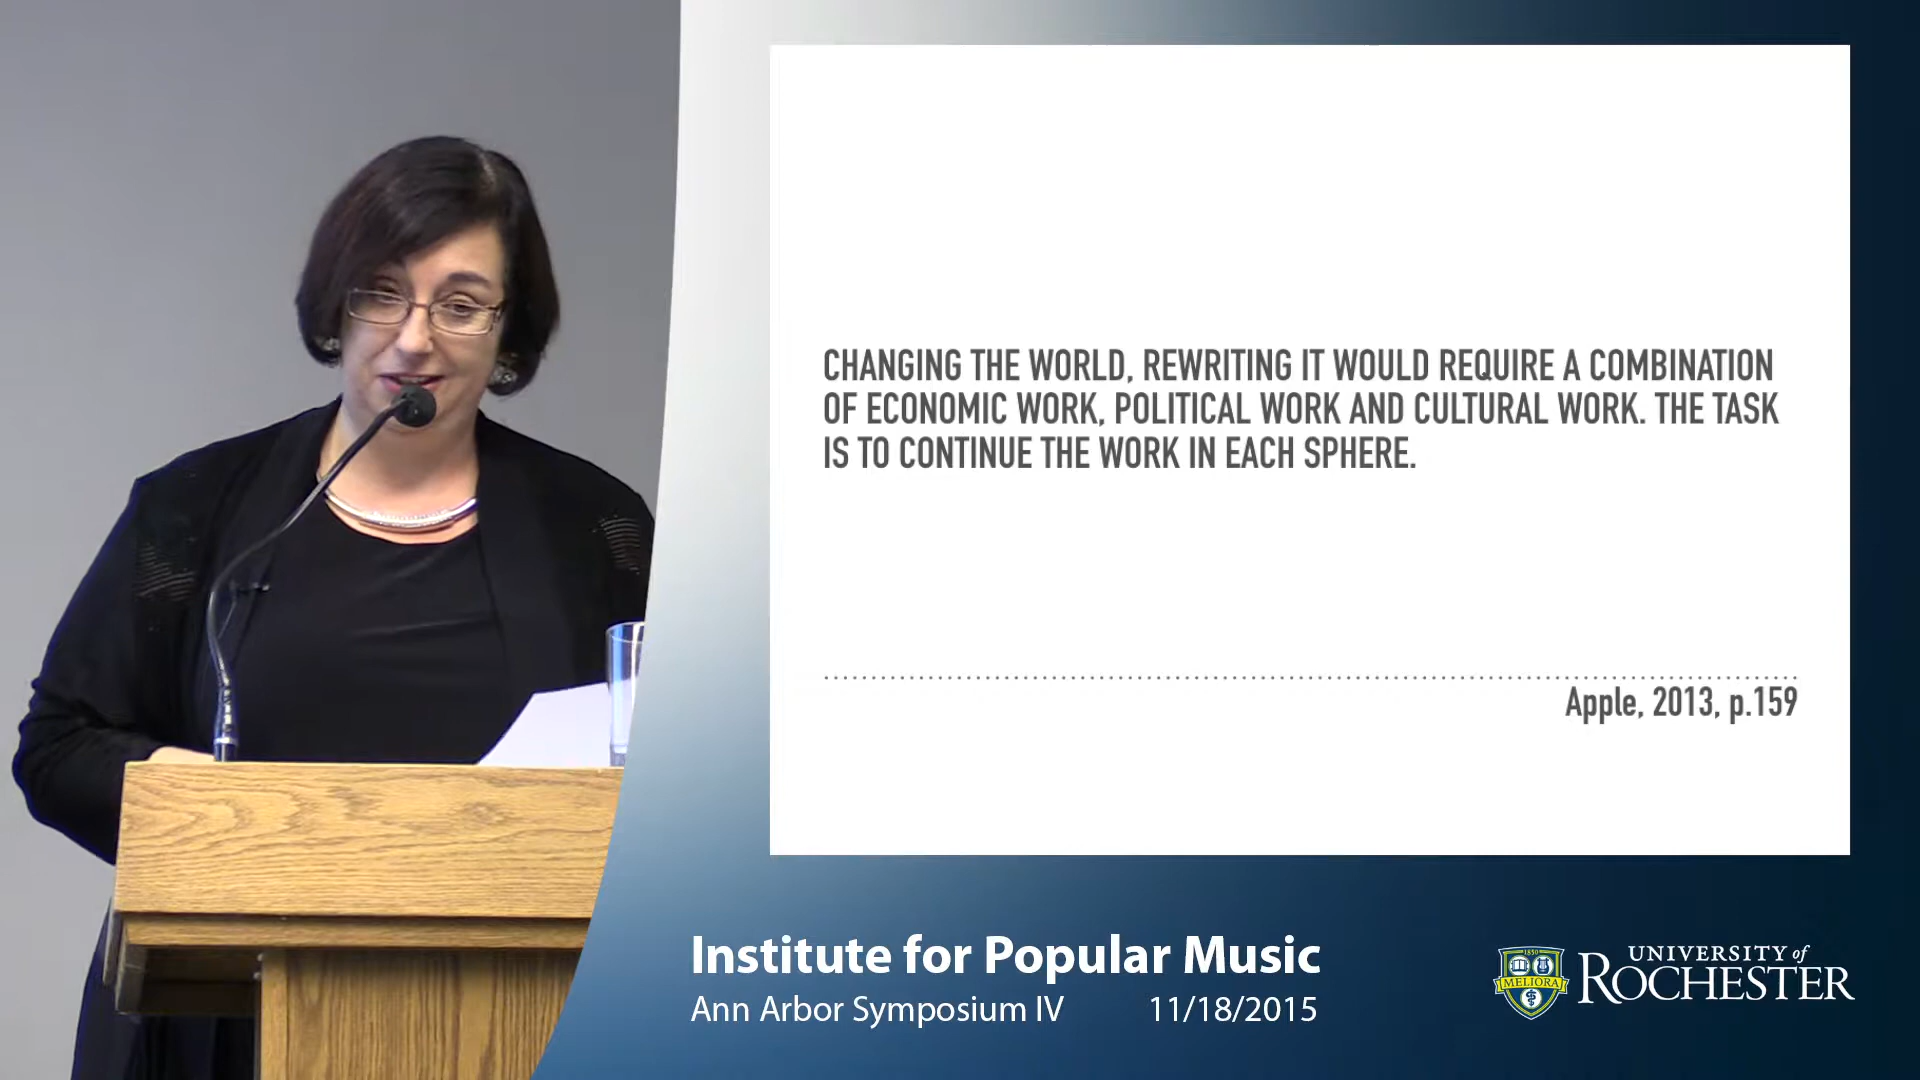 CHANGING THE WORLD, REWRITING IT WOULD REQUIRE A COMBINATION
OF ECONOMIC WORK, POLITICAL WORK AND CULTURAL WORK. THE TASK
IS TO CONTINUE THE WORK IN EACH SPHERE.
Apple, 2013, p.159
Institute for Popular Music
Ann Arbor Symposium IV 11/18/2015
1850
MELIORA
UNIVERSITY of
ROCHESTER